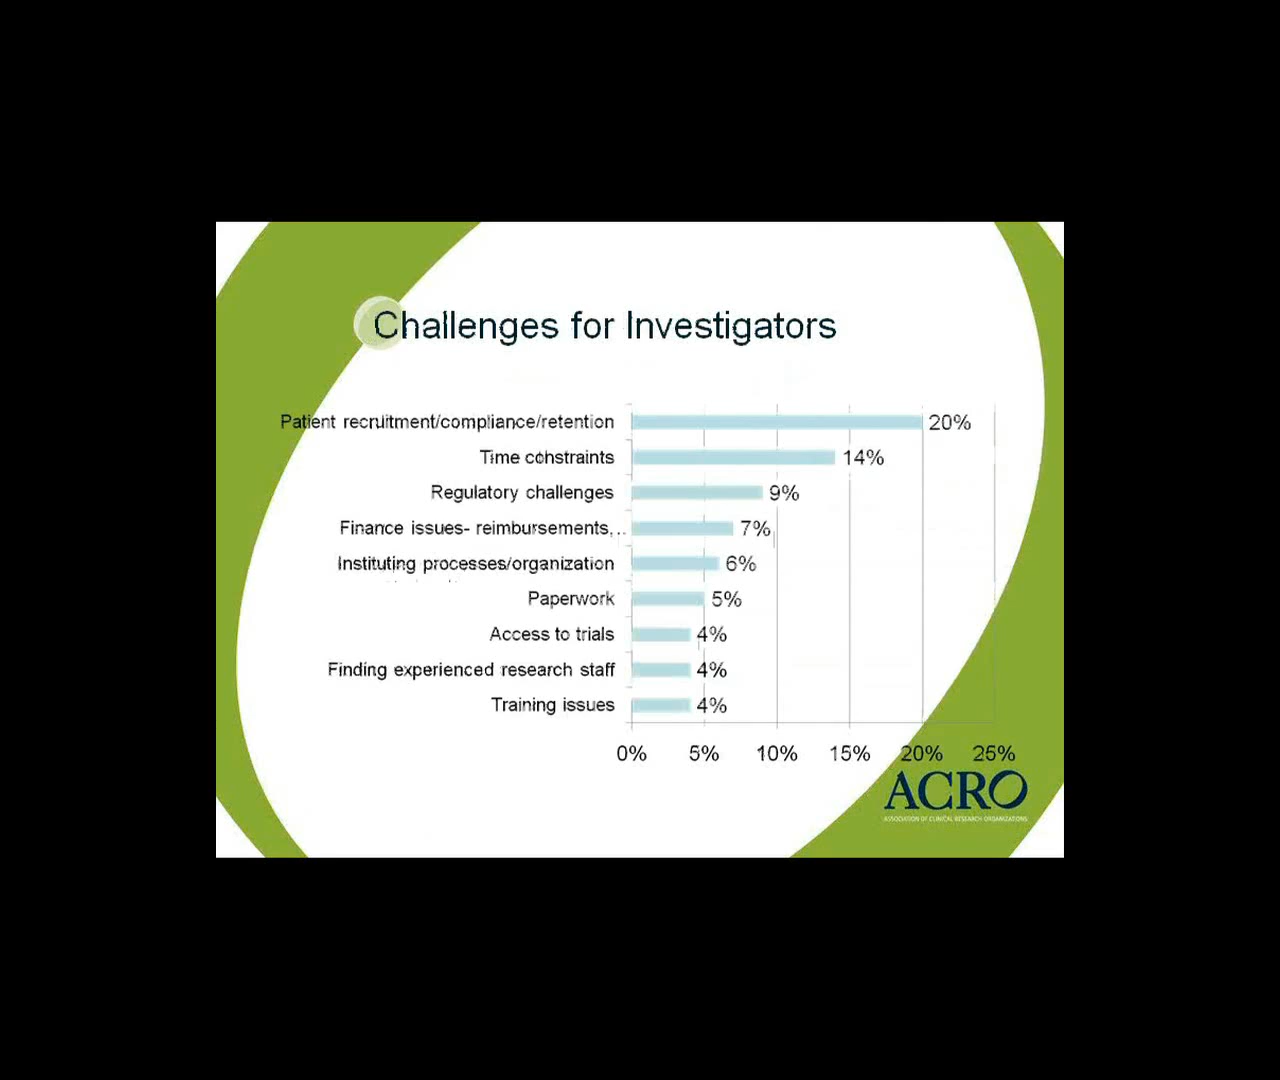 Challenges for Investigators
Patient recruitment/compliance/retention 20%
Time constraints 14%
Regulatory challenges 9%
Finance issues- reimbursements,.. 7%
Instituting processes/organization 6%
Paperwork 5%
Access to trials 4%
Finding experienced research staff 4%
Training issues 4%
0% 5% 10% 15% 20% 25%
ACRO
ASSOCIATION OF CLINICAL RESEARCH ORGANIZATIONS